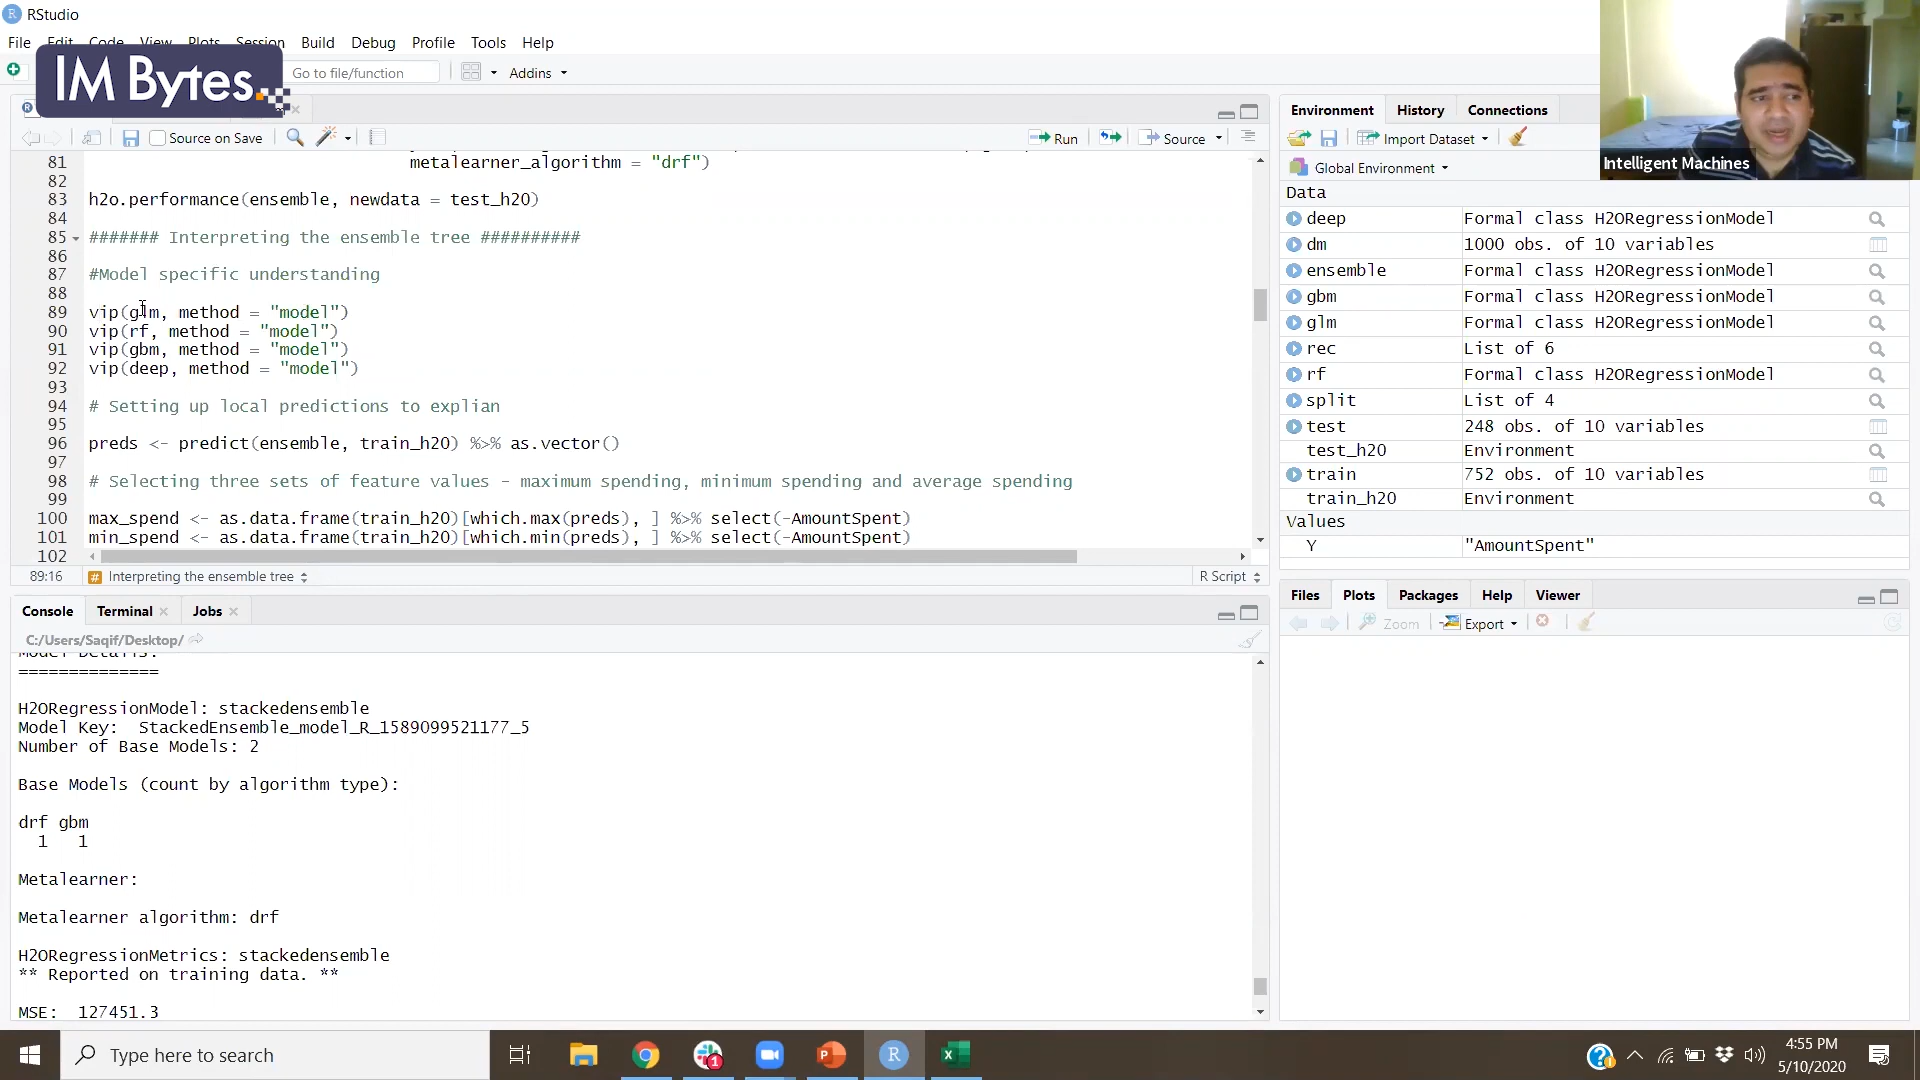 RStudio
File Edit Code View Plots Session Build Debug Profile Tools Help
IM Bytes.
Go to file/function
Addins
Source on Save
Run
Source
81 metalearner_algorithm = "drf")
82
83 h2o.performance(ensemble, newdata = test_h20)
84
85 ####### Interpreting the ensemble tree ##########
86
87 #Model specific understanding
88
89 vip(glm, method = "model")
90 vip(rf, method = "model")
91 vip(gbm, method = "model")
92 vip(deep, method = "model")
93
94 # Setting up local predictions to explian
95
96 preds <- predict(ensemble, train_h20) %>% as.vector()
97
98 # Selecting three sets of feature values - maximum spending, minimum spending and average spending
99
100 max_spend <- as.data.frame(train_h20)[which.max(preds), ] %>% select(-AmountSpent)
101 min_spend <- as.data.frame(train_h20)[which.min(preds), ] %>% select(-AmountSpent)
102
89:16 Interpreting the ensemble tree R Script
Console Terminal Jobs
C:/Users/Saqif/Desktop/
Model Details:
==============
H2ORegressionModel: stackedensemble
Model Key: StackedEnsemble_model_R_1589099521177_5
Number of Base Models: 2
Base Models (count by algorithm type):
drf gbm
1 1
Metalearner:
Metalearner algorithm: drf
H2ORegressionMetrics: stackedensemble
** Reported on training data. **
MSE: 127451.3
Environment History Connections
Import Dataset
Global Environment
Intelligent Machines
Data
deep Formal class H2ORegressionModel
dm 1000 obs. of 10 variables
ensemble Formal class H2ORegressionModel
gbm Formal class H2ORegressionModel
glm Formal class H2ORegressionModel
rec List of 6
rf Formal class H2ORegressionModel
split List of 4
test 248 obs. of 10 variables
test_h20 Environment
train 752 obs. of 10 variables
train_h20 Environment
Values
Y "AmountSpent"
Files Plots Packages Help Viewer
Zoom Export
Type here to search
1
4:55 PM
5/10/2020